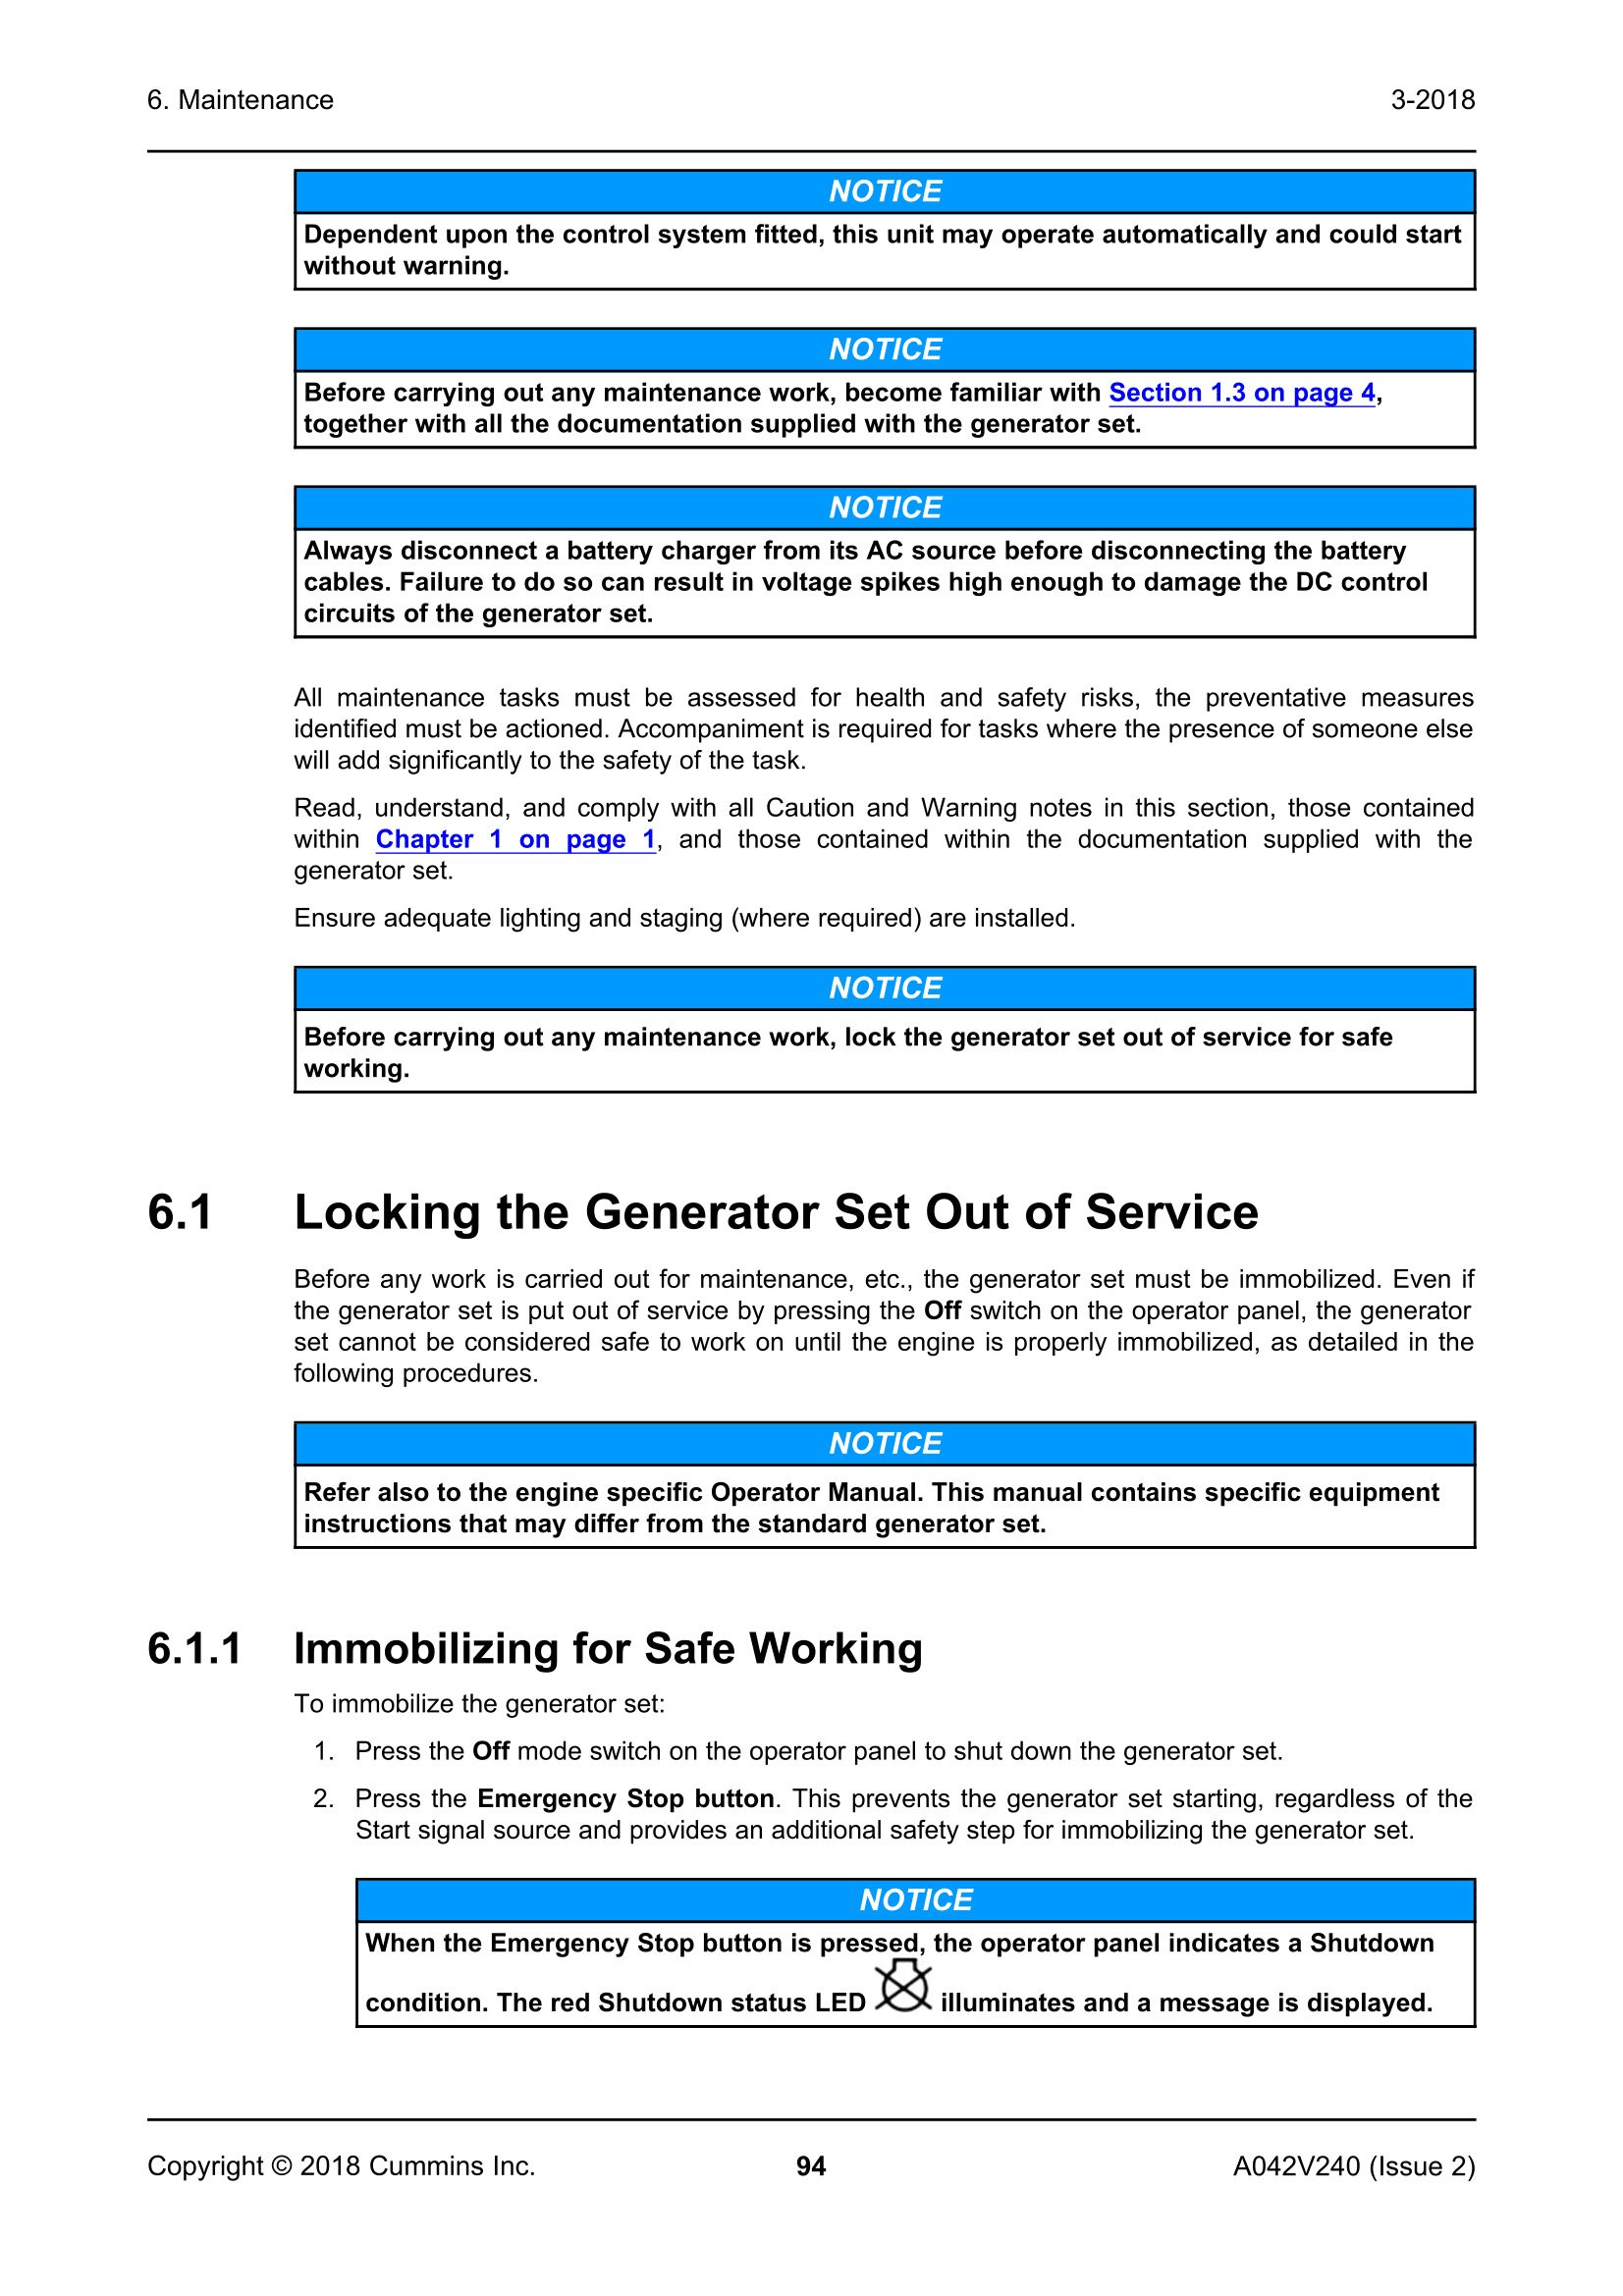 6. Maintenance 3-2018
NOTICE
Dependent upon the control system fitted, this unit may operate automatically and could start
without warning.
NOTICE
Before carrying out any maintenance work, become familiar with Section 1.3 on page 4,
together with all the documentation supplied with the generator set.
NOTICE
Always disconnect a battery charger from its AC source before disconnecting the battery
cables. Failure to do so can result in voltage spikes high enough to damage the DC control
circuits of the generator set.
All maintenance tasks must be assessed for health and safety risks, the preventative measures
identified must be actioned. Accompaniment is required for tasks where the presence of someone else
will add significantly to the safety of the task.
Read, understand, and comply with all Caution and Warning notes in this section, those contained
within Chapter 1 on page 1, and those contained within the documentation supplied with the
generator set.
Ensure adequate lighting and staging (where required) are installed.
NOTICE
Before carrying out any maintenance work, lock the generator set out of service for safe
working.
6.1 Locking the Generator Set Out of Service
Before any work is carried out for maintenance, etc., the generator set must be immobilized. Even if
the generator set is put out of service by pressing the Off switch on the operator panel, the generator
set cannot be considered safe to work on until the engine is properly immobilized, as detailed in the
following procedures.
NOTICE
Refer also to the engine specific Operator Manual. This manual contains specific equipment
instructions that may differ from the standard generator set.
6.1.1 Immobilizing for Safe Working
To immobilize the generator set:
1. Press the Off mode switch on the operator panel to shut down the generator set.
2. Press the Emergency Stop button. This prevents the generator set starting, regardless of the
Start signal source and provides an additional safety step for immobilizing the generator set.
NOTICE
When the Emergency Stop button is pressed, the operator panel indicates a Shutdown
condition. The red Shutdown status LED illuminates and a message is displayed.
Copyright © 2018 Cummins Inc. 94 A042V240 (Issue 2)